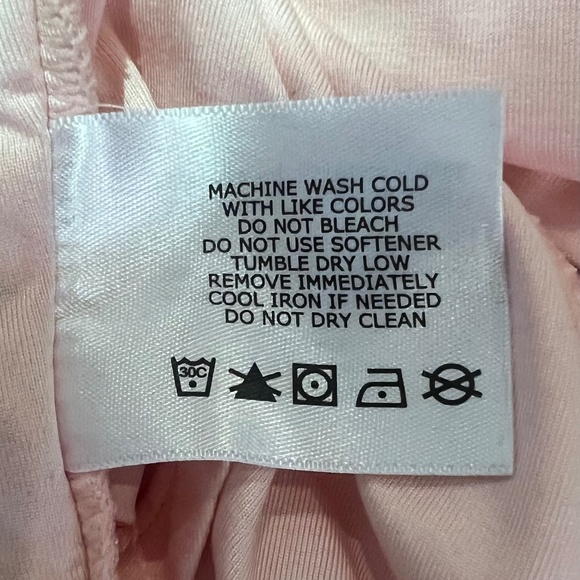 MACHINE WASH COLD
WITH LIKE COLORS
DO NOT BLEACH
DO NOT USE SOFTENER
TUMBLE DRY LOW
REMOVE IMMEDIATELY
COOL IRON IF NEEDED
DO NOT DRY CLEAN
30C